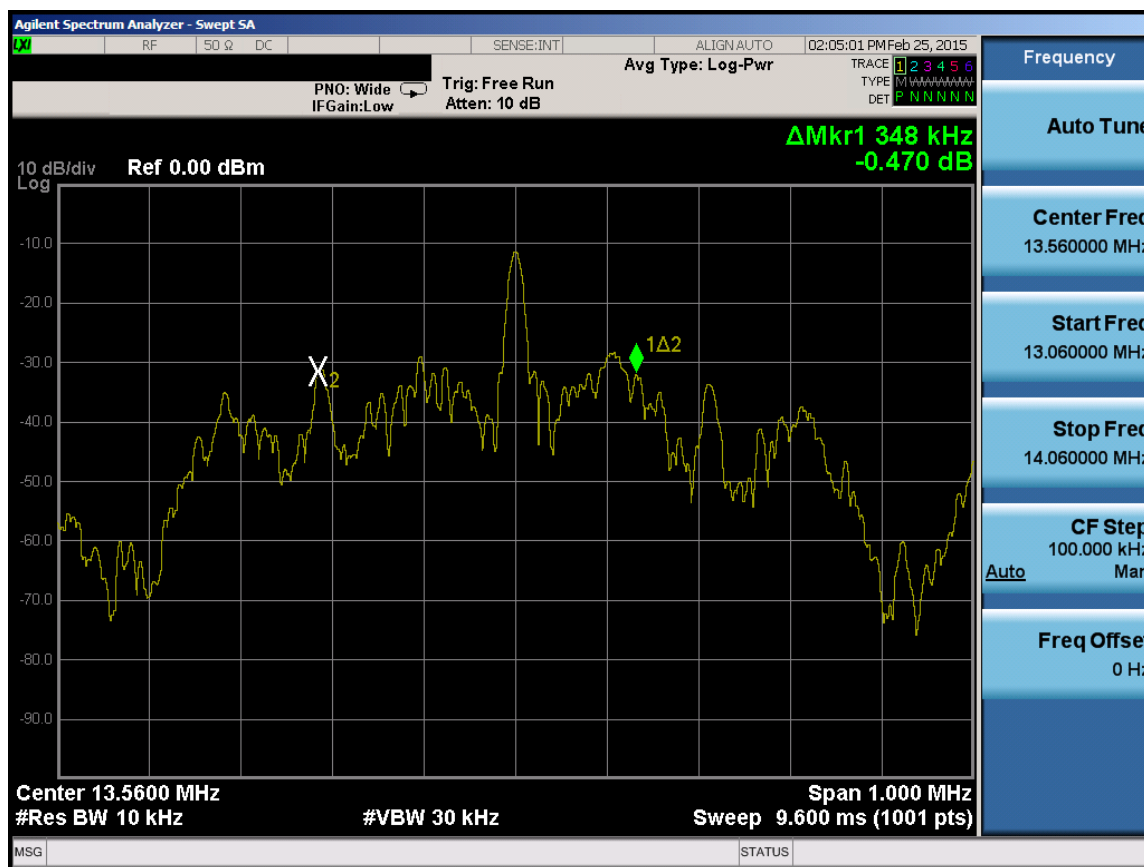 Agilent Spectrum Analyzer - Swept SA
LXI RF 50 Ω DC SENSE:INT ALIGN AUTO 02:05:01 PM Feb 25, 2015
Avg Type: Log-Pwr
TRACE 1 2 3 4 5 6
TYPE M W W W W W
DET P N N N N N
PNO: Wide
IFGain:Low
Trig: Free Run
Atten: 10 dB
ΔMkr1 348 kHz
-0.470 dB
10 dB/div
Log
Ref 0.00 dBm
-10.0
-20.0
-30.0
-40.0
-50.0
-60.0
-70.0
-80.0
-90.0
X2
1Δ2
Center 13.5600 MHz
#Res BW 10 kHz
#VBW 30 kHz
Span 1.000 MHz
Sweep 9.600 ms (1001 pts)
MSG
STATUS
Frequency
Auto Tune
Center Freq
13.560000 MHz
Start Freq
13.060000 MHz
Stop Freq
14.060000 MHz
CF Step
100.000 kHz
Auto Man
Freq Offset
0 Hz